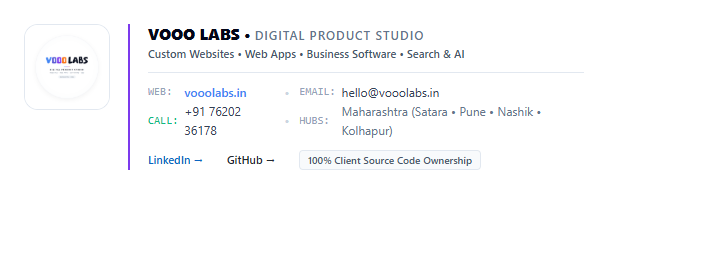 VOOO LABS
VOOO LABS • DIGITAL PRODUCT STUDIO
Custom Websites • Web Apps • Business Software • Search & AI
WEB: vooolabs.in • EMAIL: hello@vooolabs.in
CALL: +91 76202 36178 • HUBS: Maharashtra (Satara • Pune • Nashik • Kolhapur)
LinkedIn → GitHub → 100% Client Source Code Ownership